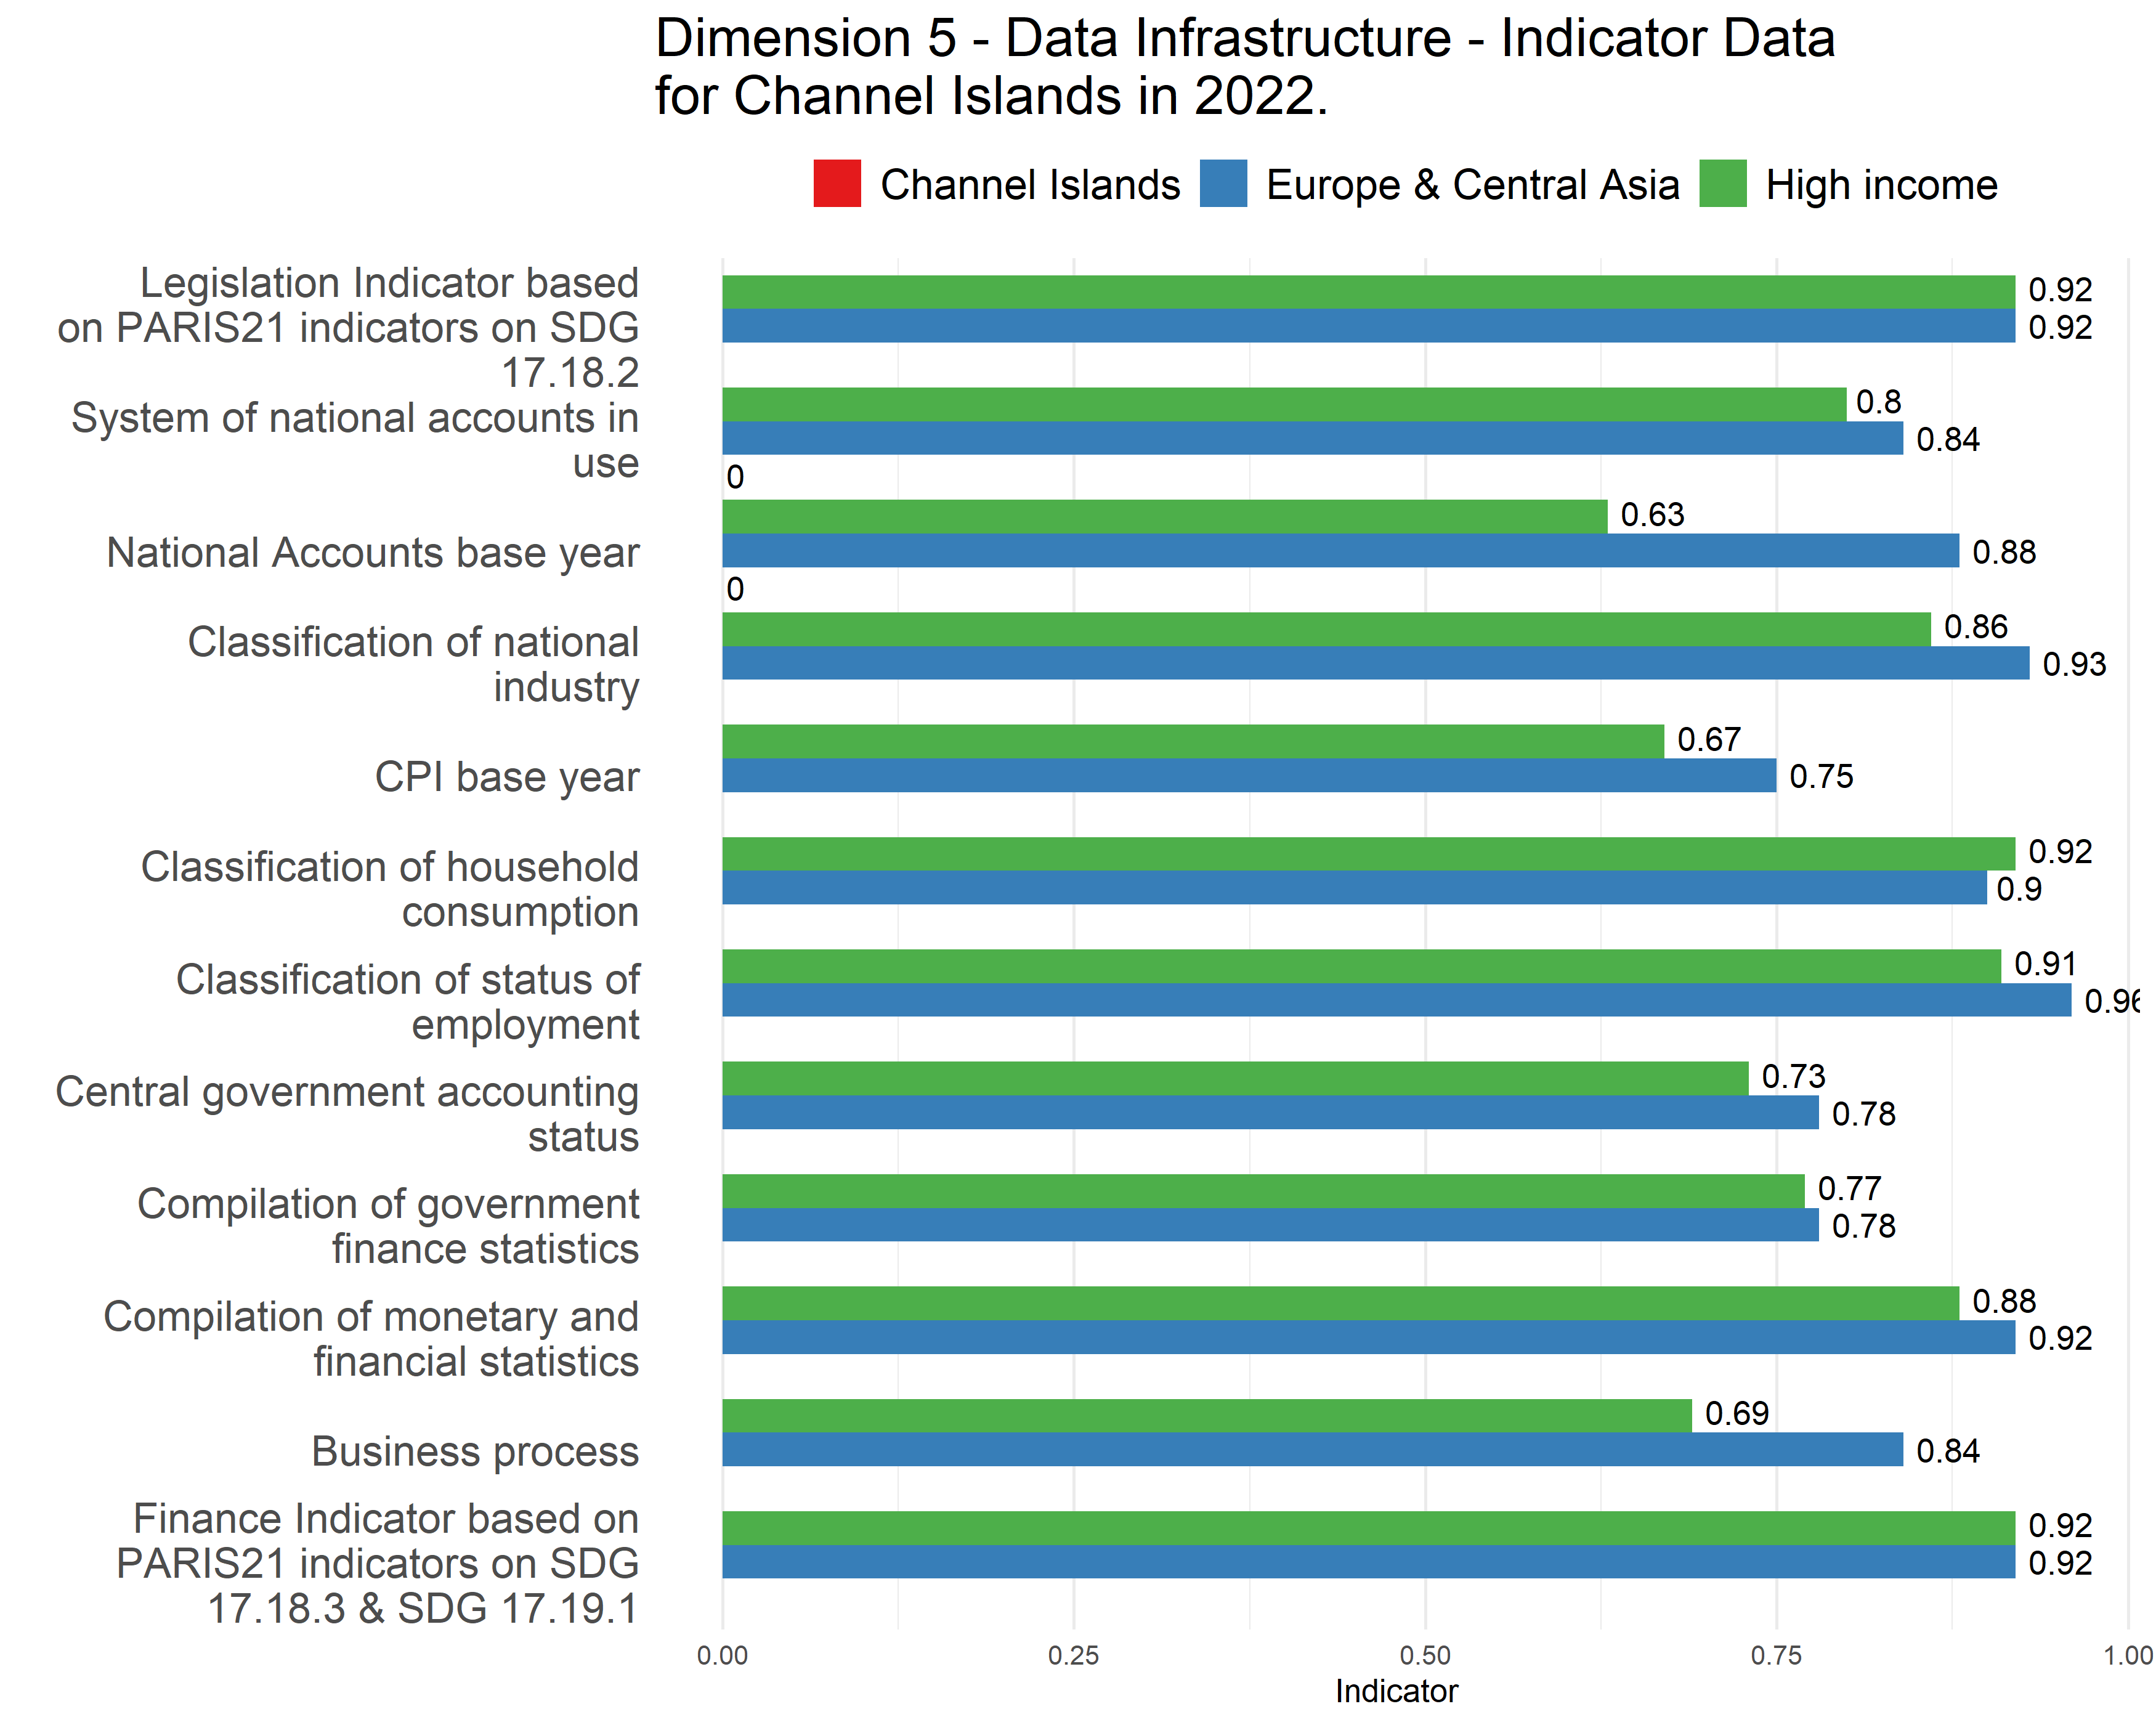 Dimension 5 - Data Infrastructure - Indicator Data
for Channel Islands in 2022.
Channel Islands Europe & Central Asia High income
Legislation Indicator based
on PARIS21 indicators on SDG
17.18.2
0.92
0.92
System of national accounts in
use
0.8
0.84
0
National Accounts base year
0.63
0.88
0
Classification of national
industry
0.86
0.93
CPI base year
0.67
0.75
Classification of household
consumption
0.92
0.9
Classification of status of
employment
0.91
0.96
Central government accounting
status
0.73
0.78
Compilation of government
finance statistics
0.77
0.78
Compilation of monetary and
financial statistics
0.88
0.92
Business process
0.69
0.84
Finance Indicator based on
PARIS21 indicators on SDG
17.18.3 & SDG 17.19.1
0.92
0.92
0.00 0.25 0.50 0.75 1.00
Indicator